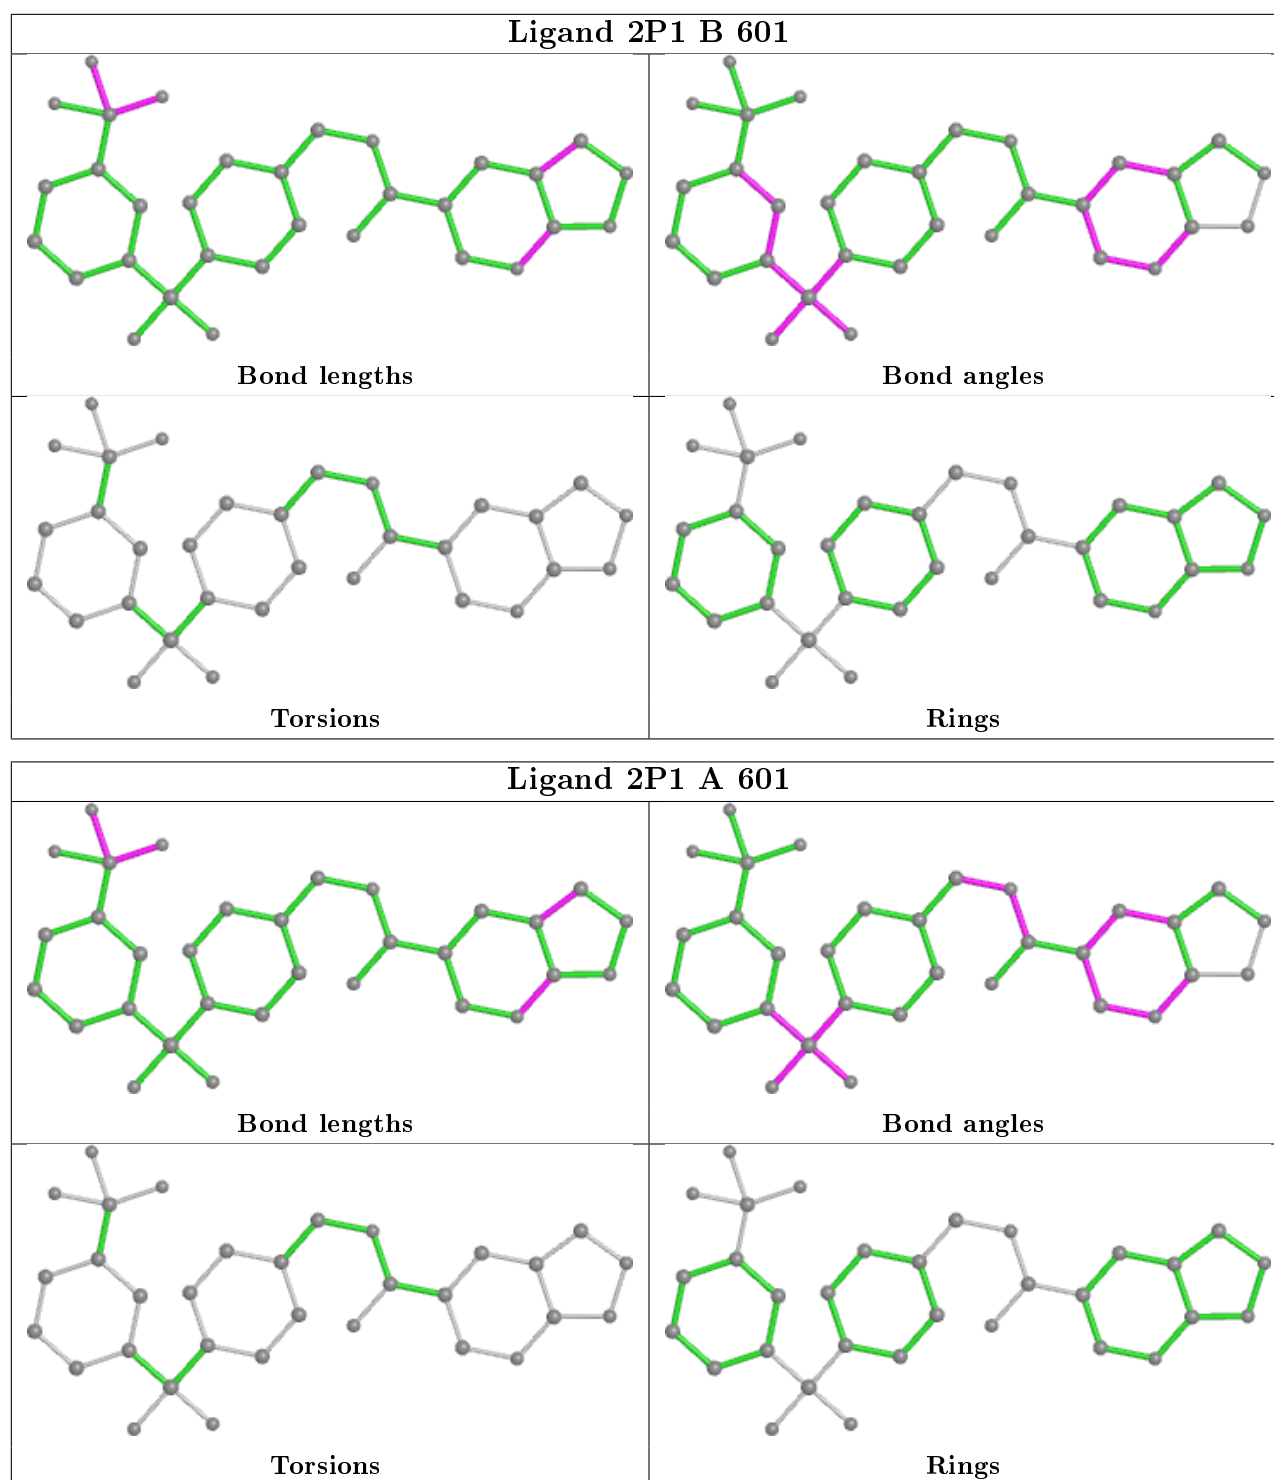 Ligand 2P1 B 601
Bond lengths
Bond angles
Torsions
Rings
Ligand 2P1 A 601
Bond lengths
Bond angles
Torsions
Rings